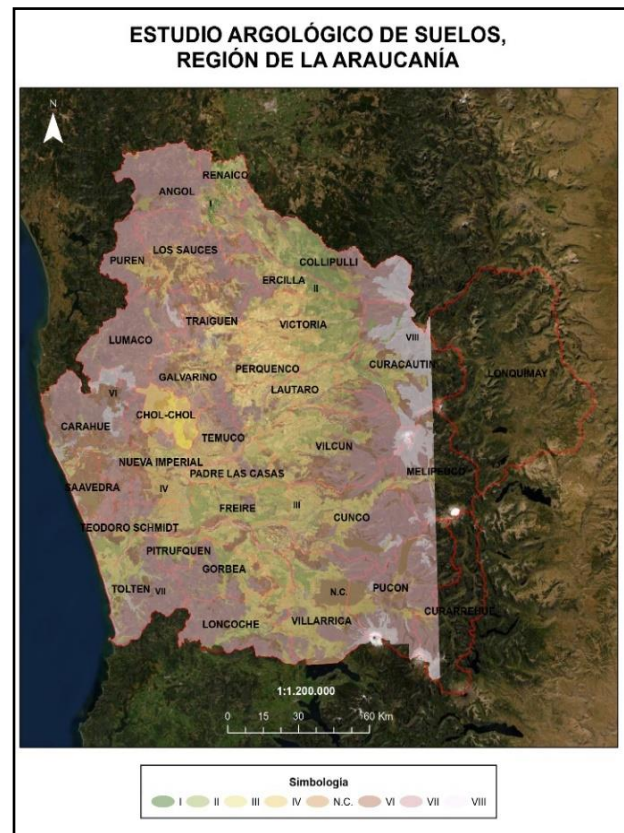 ESTUDIO ARGOLÓGICO DE SUELOS,
REGIÓN DE LA ARAUCANÍA
N
RENAICO
ANGOL
I
LOS SAUCES
PUREN
COLLIPULLI
ERCILLA
II
TRAIGUEN
VICTORIA
LUMACO
VIII
CURACAUTIN
PERQUENCO
LONQUIMAY
GALVARINO
LAUTARO
VI
CHOL-CHOL
CARAHUE
TEMUCO
VILCUN
NUEVA IMPERIAL
PADRE LAS CASAS
MELIPEUCO
SAAVEDRA
IV
FREIRE
III
CUNCO
TEODORO SCHMIDT
PITRUFQUEN
GORBEA
TOLTEN
VII
N.C.
PUCON
CURARREHUE
LONCOCHE
VILLARRICA
1:1.200.000
0 15 30 60 Km
Simbología
I II III IV N.C. VI VII VIII